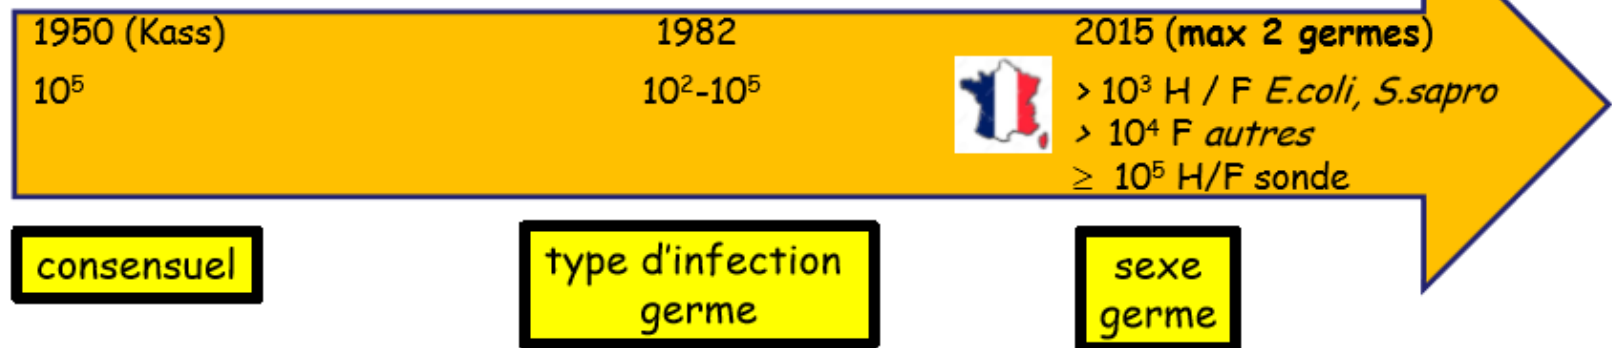 1950 (Kass)
10⁵
1982
10²-10⁵
2015 (max 2 germes)
> 10³ H / F E.coli, S.sapro
> 10⁴ F autres
≥ 10⁵ H/F sonde
consensuel
type d'infection
germe
sexe
germe